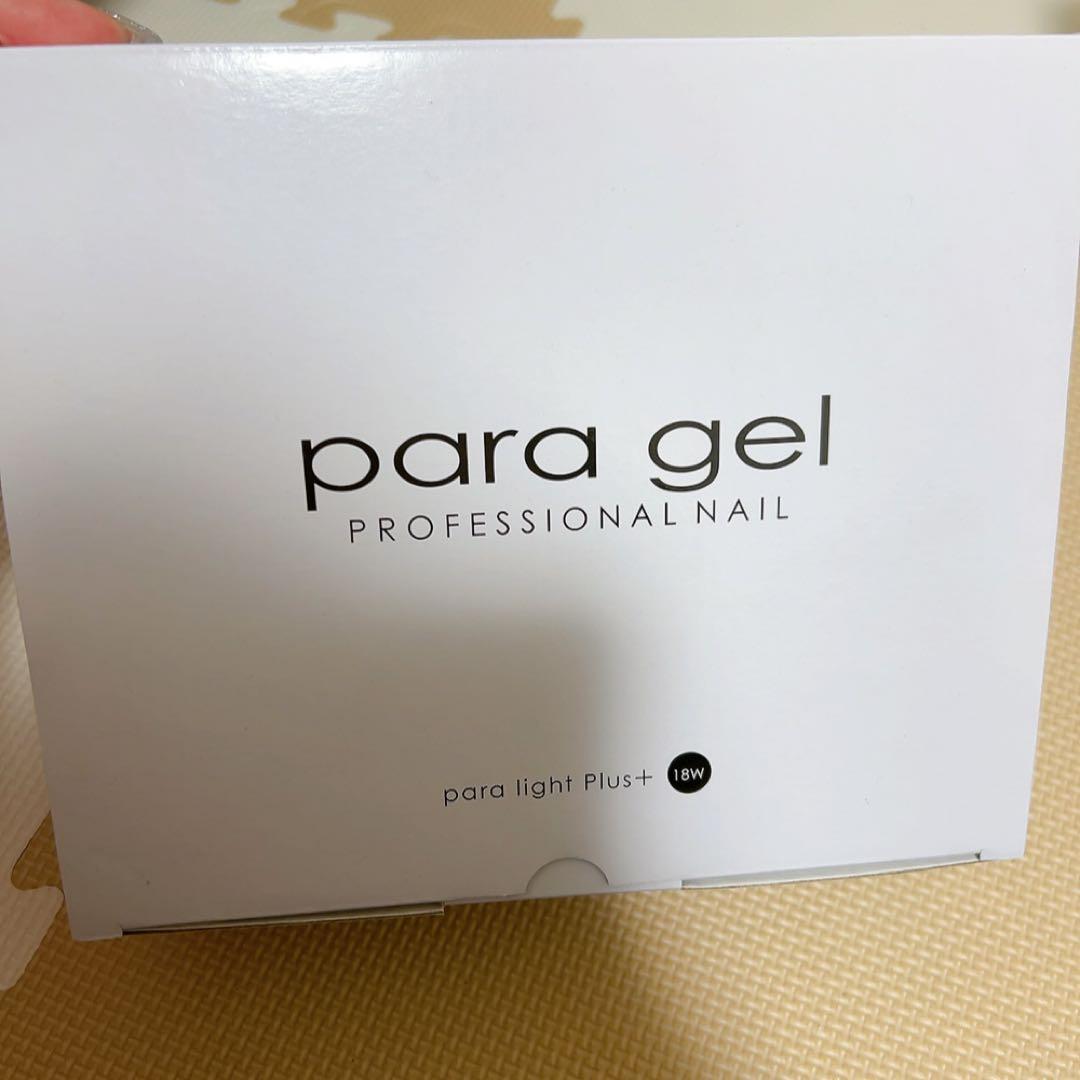 para gel
PROFESSIONAL NAIL
para light Plus+ 18W